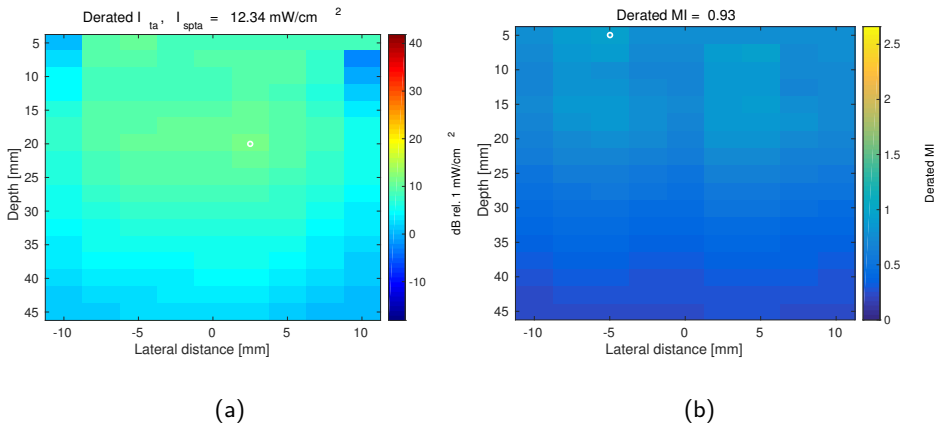 Derated I ta, I spta = 12.34 mW/cm 2
5
10
15
20
25
30
35
40
45
Depth [mm]
-10 -5 0 5 10
Lateral distance [mm]
40
30
20
10
0
-10
dB rel. 1 mW/cm 2
(a)
Derated MI = 0.93
5
10
15
20
25
30
35
40
45
Depth [mm]
-10 -5 0 5 10
Lateral distance [mm]
2.5
2
1.5
1
0.5
0
Derated MI
(b)